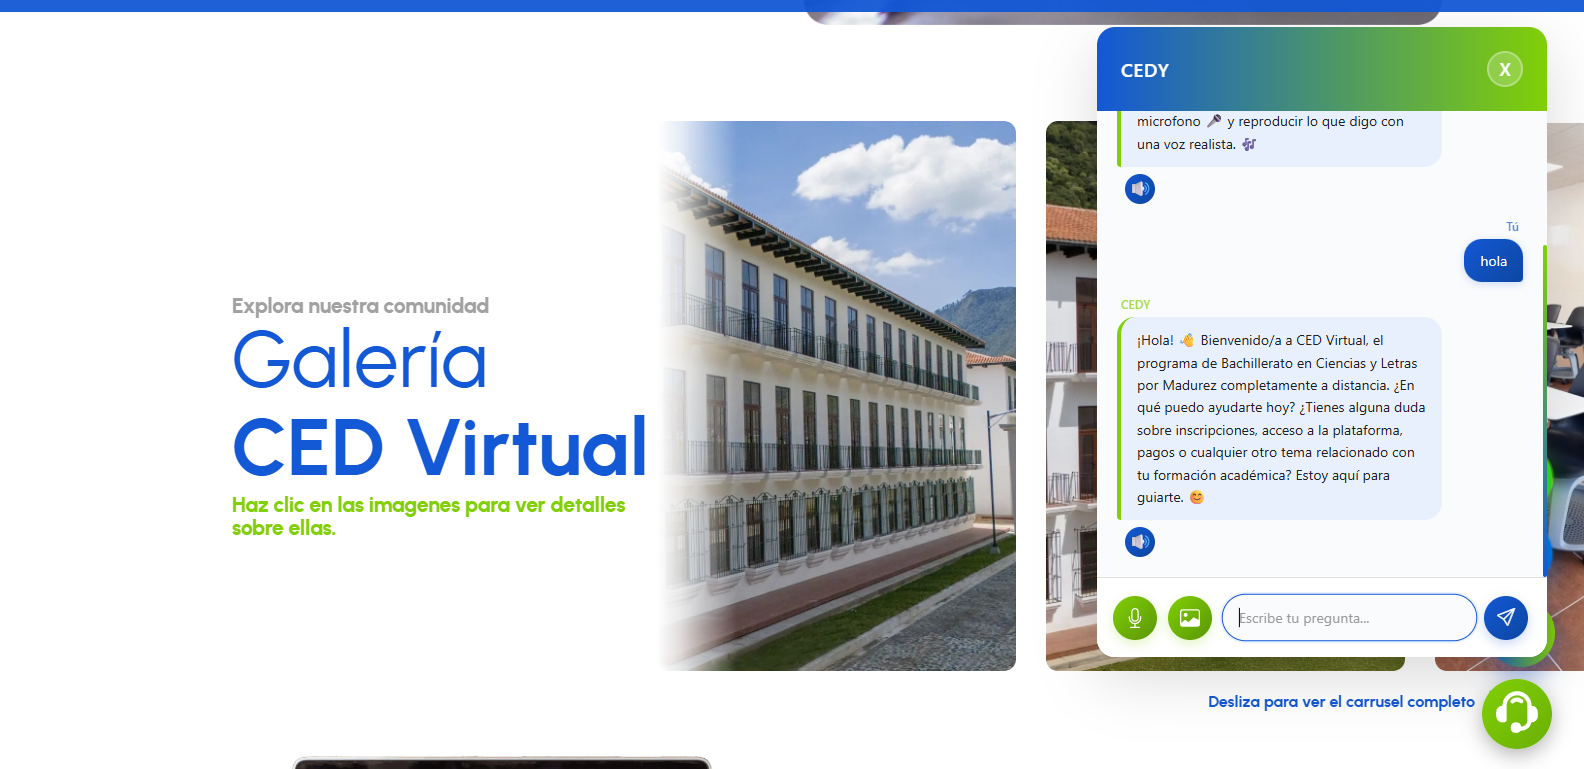 Explora nuestra comunidad
Galería
CED Virtual
Haz clic en las imagenes para ver detalles
sobre ellas.
CEDY
X
microfono 🎤 y reproducir lo que digo con
una voz realista. 🎶
Tú
hola
CEDY
¡Hola! 👋 Bienvenido/a a CED Virtual, el
programa de Bachillerato en Ciencias y Letras
por Madurez completamente a distancia. ¿En
qué puedo ayudarte hoy? ¿Tienes alguna duda
sobre inscripciones, acceso a la plataforma,
pagos o cualquier otro tema relacionado con
tu formación académica? Estoy aquí para
guiarte. 😊
Escribe tu pregunta...
Desliza para ver el carrusel completo